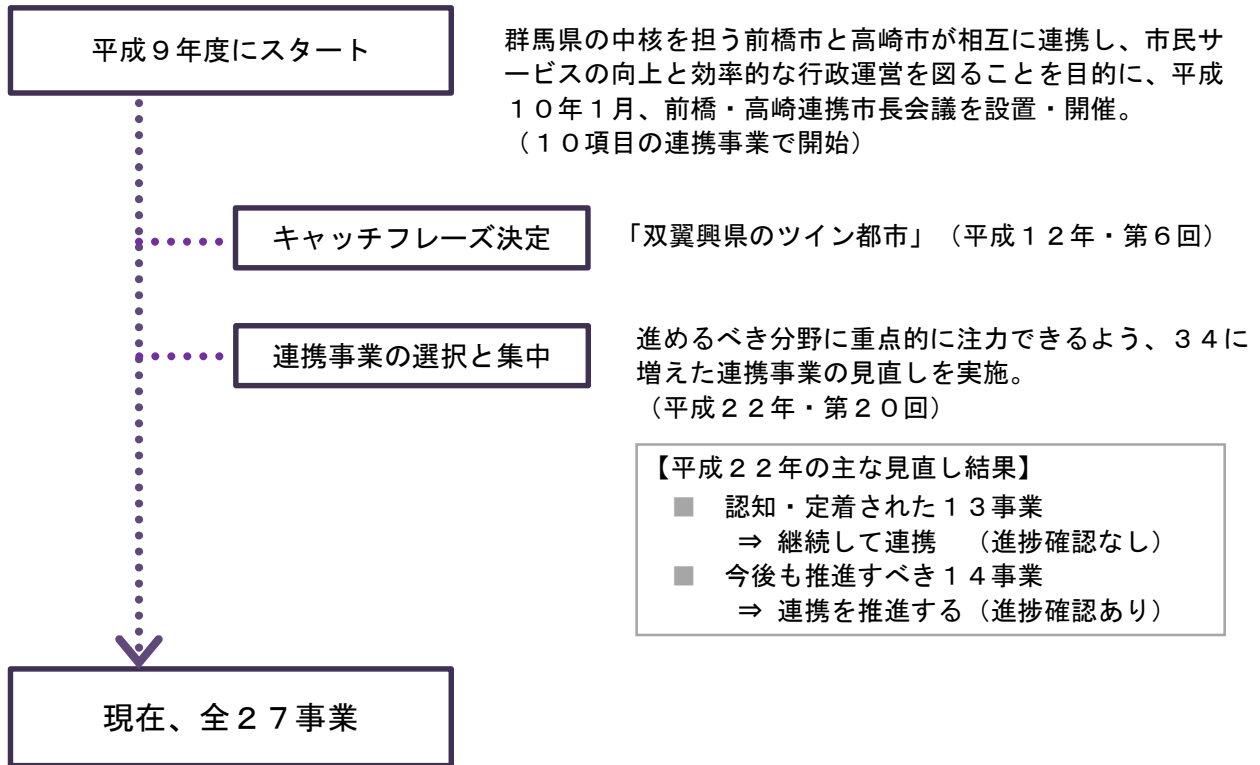 平成９年度にスタート
群馬県の中核を担う前橋市と高崎市が相互に連携し、市民サ
ービスの向上と効率的な行政運営を図ることを目的に、平成
１０年１月、前橋・高崎連携市長会議を設置・開催。
（１０項目の連携事業で開始）
キャッチフレーズ決定
「双翼興県のツイン都市」（平成１２年・第６回）
連携事業の選択と集中
進めるべき分野に重点的に注力できるよう、３４に
増えた連携事業の見直しを実施。
（平成２２年・第２０回）
【平成２２年の主な見直し結果】
■　認知・定着された１３事業
⇒ 継続して連携　（進捗確認なし）
■　今後も推進すべき１４事業
⇒ 連携を推進する（進捗確認あり）
現在、全２７事業